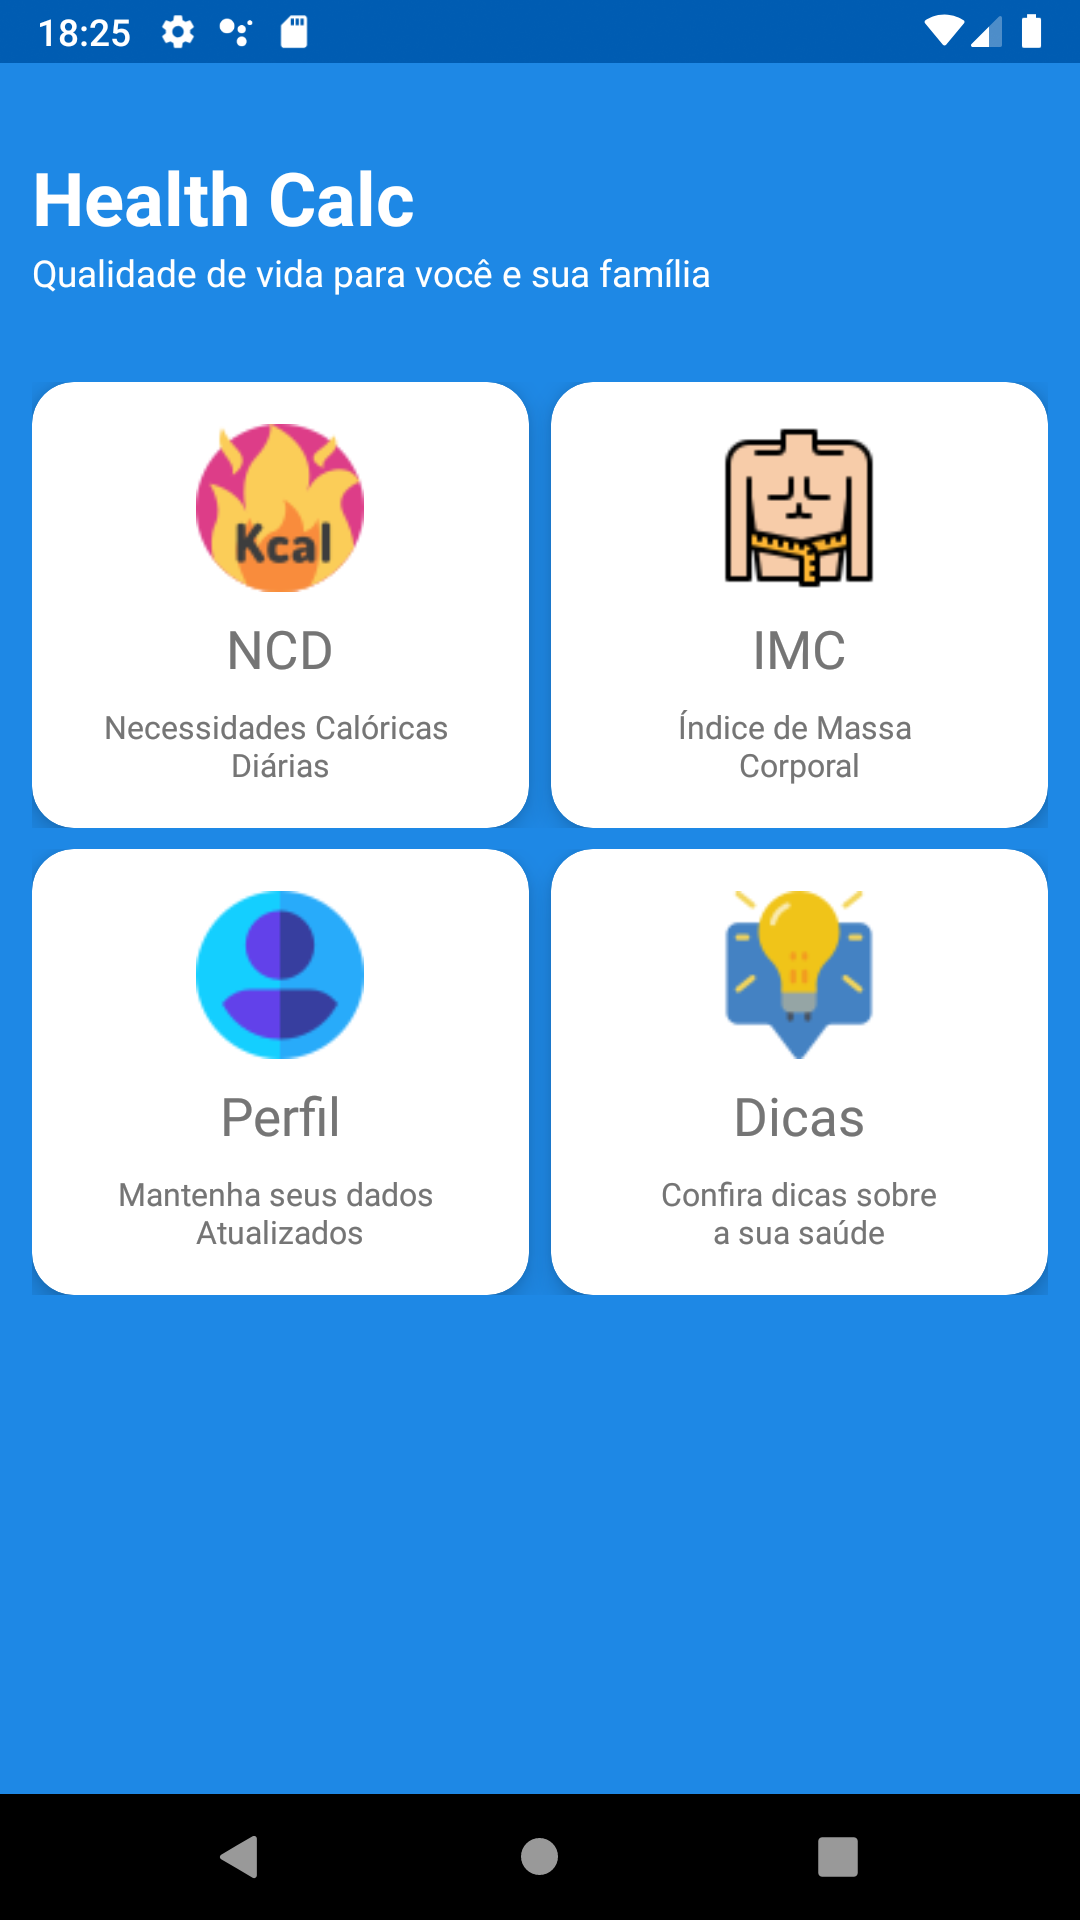 18:25
Health Calc
Qualidade de vida para você e sua família
Kcal
NCD
Necessidades Calóricas
Diárias
IMC
Índice de Massa
Corporal
Perfil
Mantenha seus dados
Atualizados
Dicas
Confira dicas sobre
a sua saúde